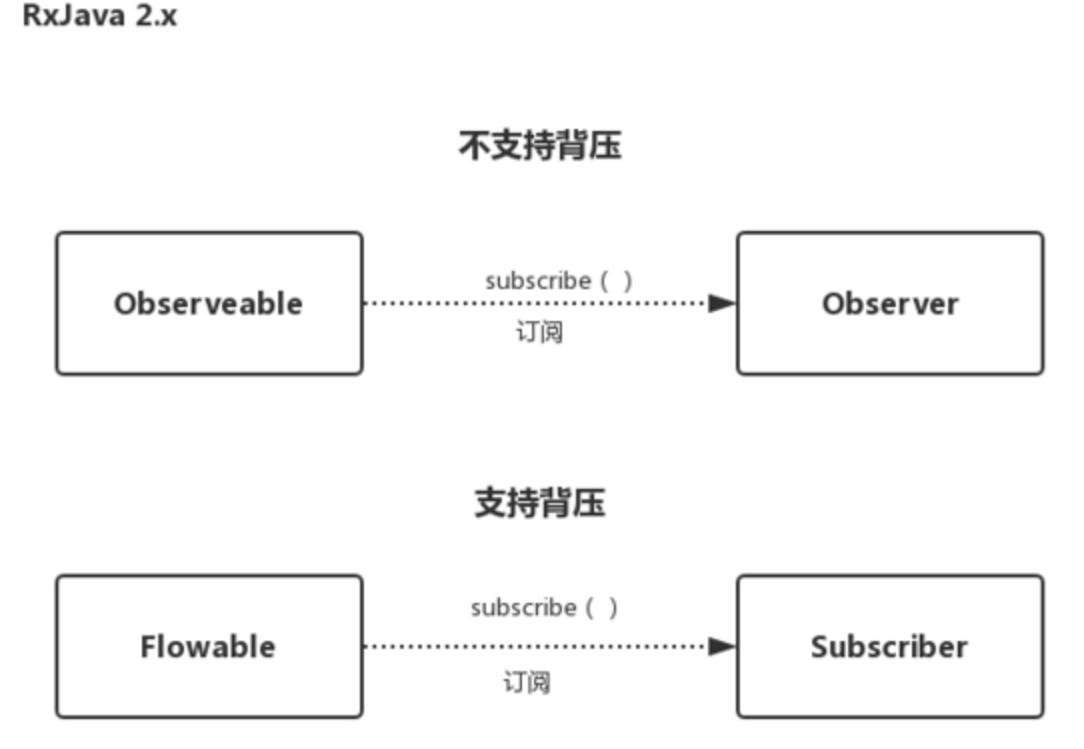 RxJava 2.x
不支持背压
Observeable
subscribe ( )
订阅
Observer
支持背压
Flowable
subscribe ( )
订阅
Subscriber